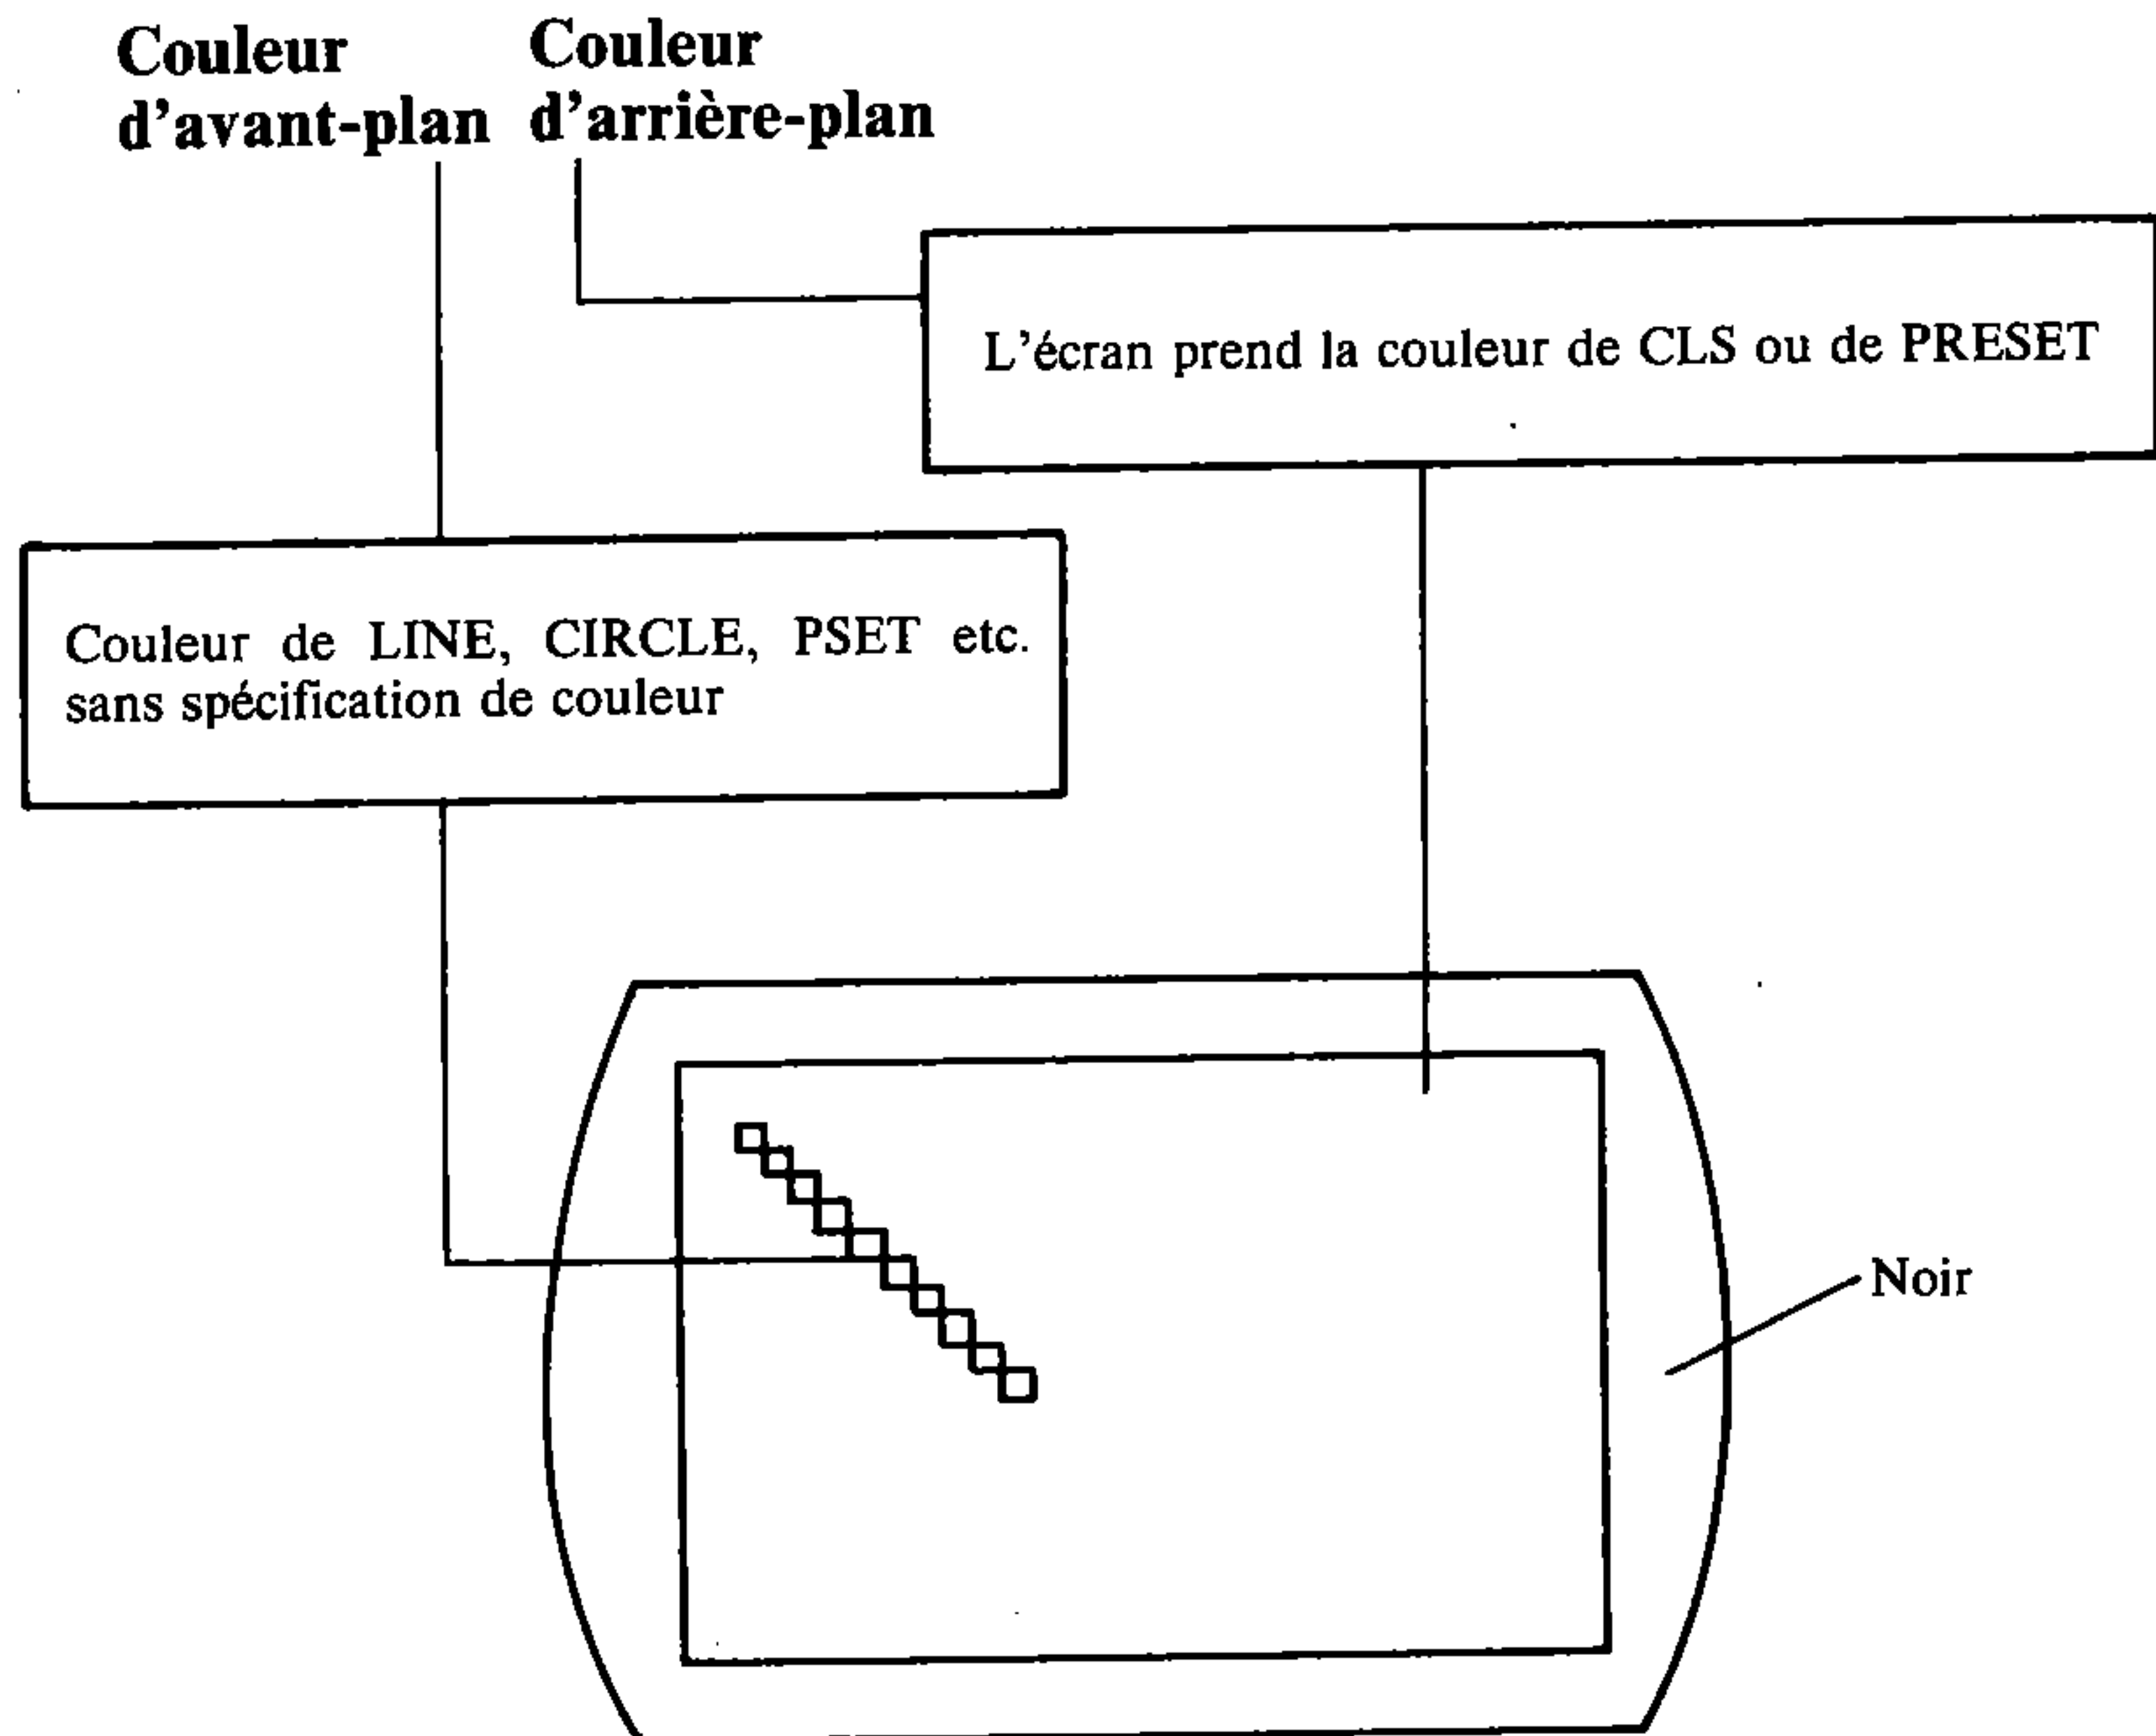 Couleur
d'avant-plan
Couleur
d'arrière-plan
L'écran prend la couleur de CLS ou de PRESET
Couleur de LINE, CIRCLE, PSET etc.
sans spécification de couleur
Noir